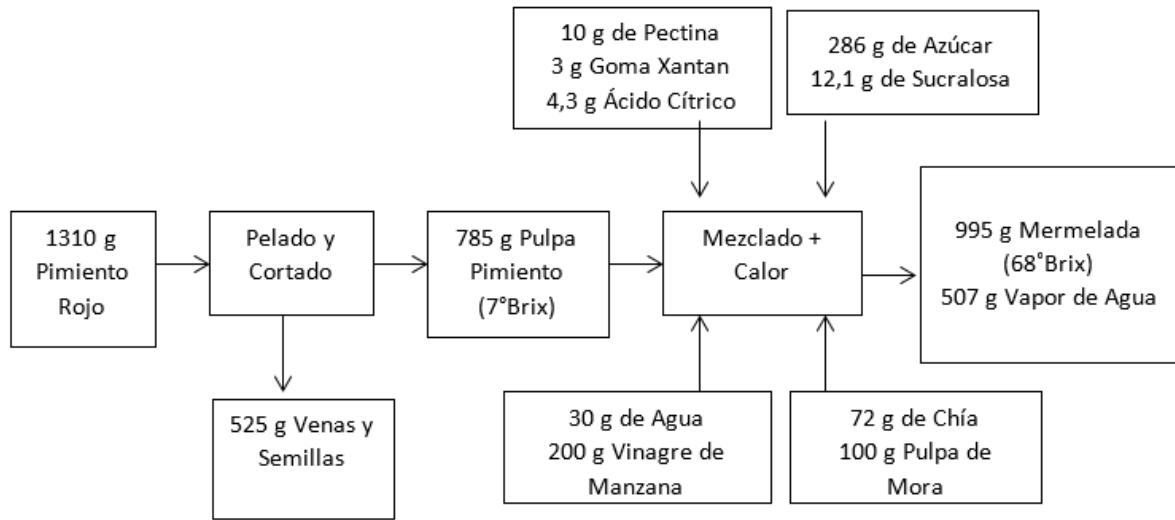 10 g de Pectina
3 g Goma Xantan
4,3 g Ácido Cítrico
286 g de Azúcar
12,1 g de Sucralosa
1310 g
Pimiento
Rojo
Pelado y
Cortado
785 g Pulpa
Pimiento
(7°Brix)
Mezclado +
Calor
995 g Mermelada
(68°Brix)
507 g Vapor de Agua
525 g Venas y
Semillas
30 g de Agua
200 g Vinagre de
Manzana
72 g de Chía
100 g Pulpa de
Mora